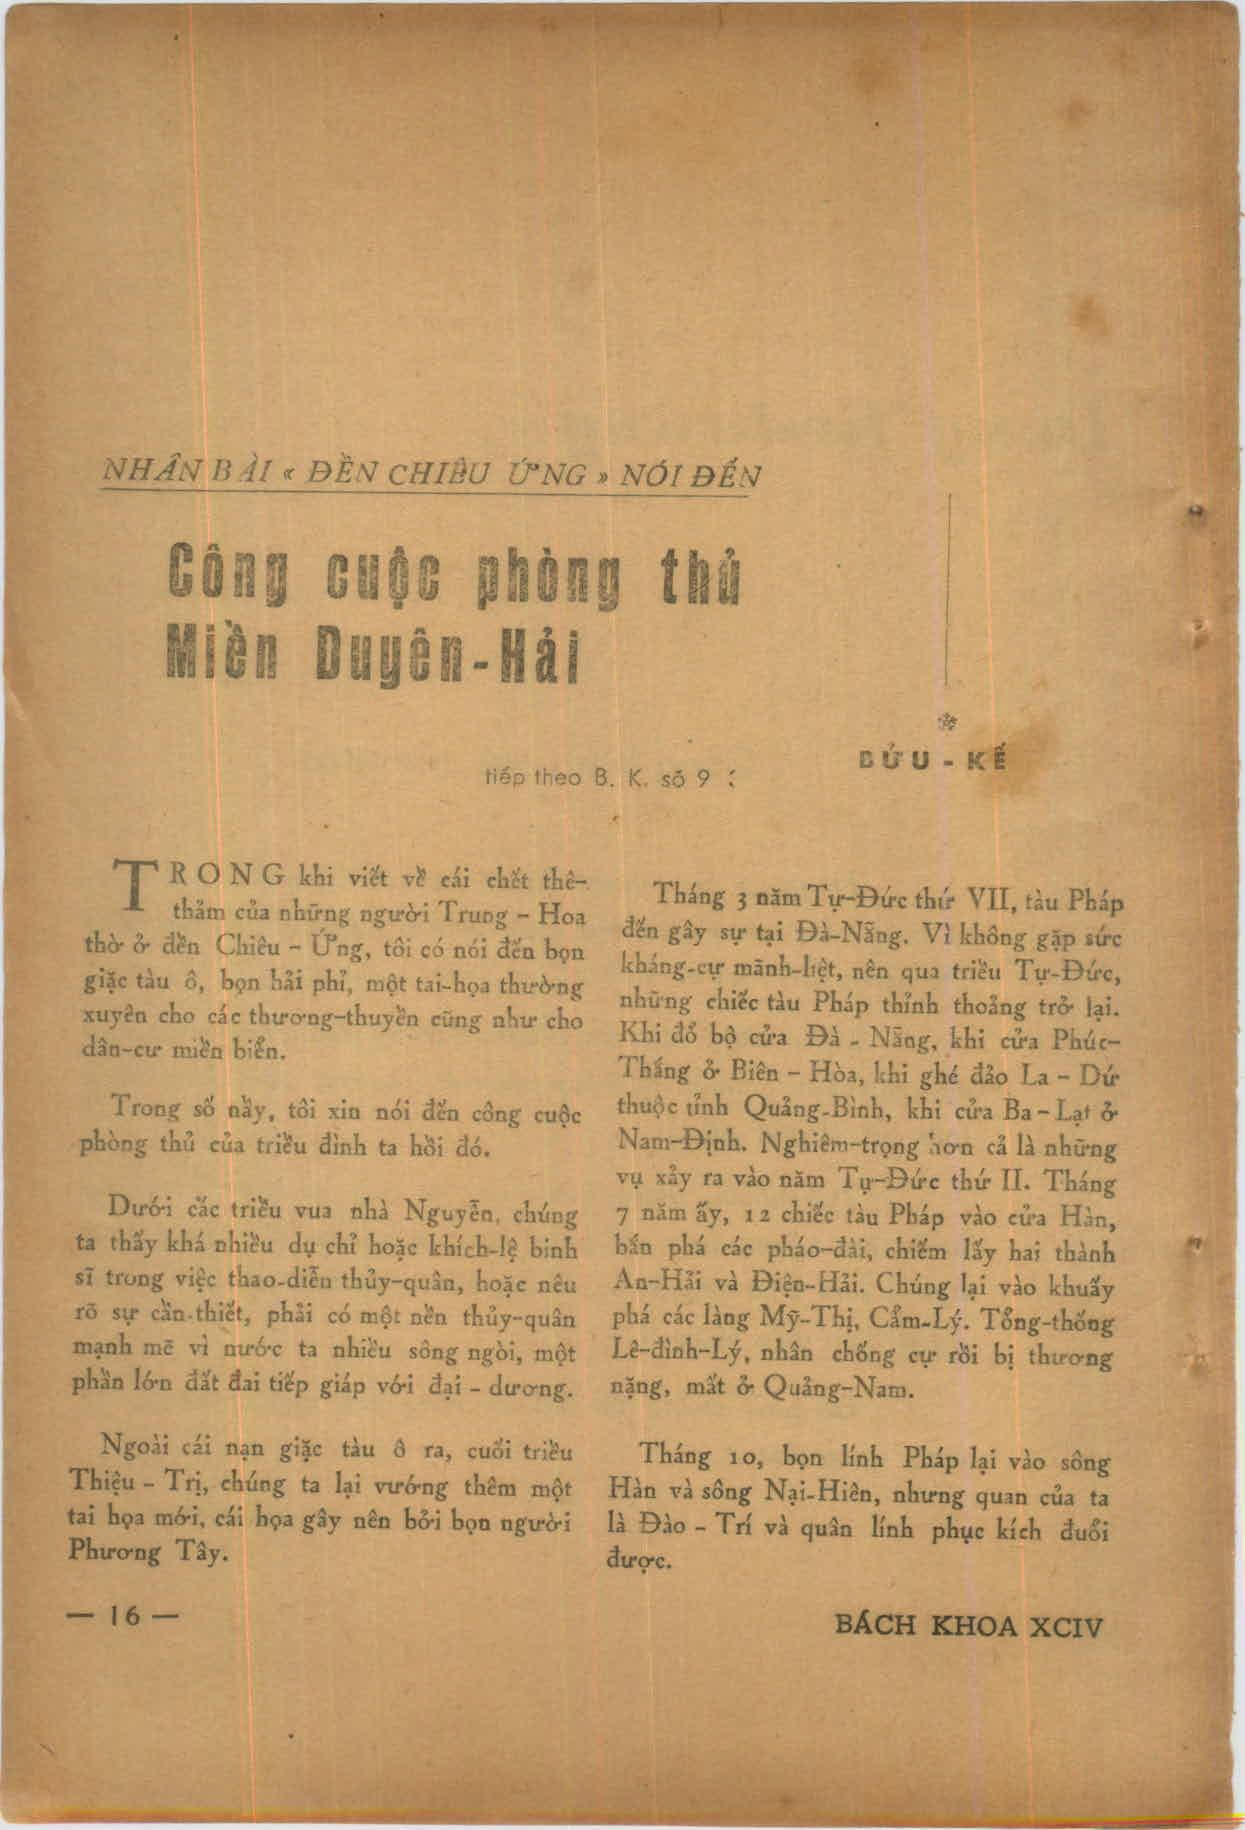 NHÂN BÀI « ĐỀN CHIÊU ỨNG » NÓI ĐẾN
Công cuộc phòng thủ
Miền Duyên-Hải
*
BỬU - KẾ
tiếp theo B. K. số 9
TRONG khi viết về cái chết thê-
thảm của những người Trung - Hoa
thờ ở đền Chiêu - Ứng, tôi có nói đến bọn
giặc tàu ô, bọn hải phỉ, một tai-họa thường
xuyên cho các thương-thuyền cũng như cho
dân-cư miền biển.
Trong số nầy, tôi xin nói đến công cuộc
phòng thủ của triều đình ta hồi đó.
Dưới các triều vua nhà Nguyễn, chúng
ta thấy khá nhiều dụ chỉ hoặc khích-lệ binh
sĩ trong việc thao-diễn thủy-quân, hoặc nêu
rõ sự cần-thiết, phải có một nền thủy-quân
mạnh mẽ vì nước ta nhiều sông ngòi, một
phần lớn đất đai tiếp giáp với đại - dương.
Ngoài cái nạn giặc tàu ô ra, cuối triều
Thiệu - Trị, chúng ta lại vướng thêm một
tai họa mới, cái họa gây nên bởi bọn người
Phương Tây.
Tháng 3 năm Tự-Đức thứ VII, tàu Pháp
đến gây sự tại Đà-Nẵng. Vì không gặp sức
kháng-cự mãnh-liệt, nên qua triều Tự-Đức,
những chiếc tàu Pháp thỉnh thoảng trở lại.
Khi đổ bộ cửa Đà - Nẵng, khi cửa Phúc-
Thắng ở Biên - Hòa, khi ghé đảo La - Dứ
thuộc tỉnh Quảng-Bình, khi cửa Ba - Lạt ở
Nam-Định. Nghiêm-trọng hơn cả là những
vụ xảy ra vào năm Tự-Đức thứ II. Tháng
7 năm ấy, 12 chiếc tàu Pháp vào cửa Hàn,
bắn phá các pháo-đài, chiếm lấy hai thành
An-Hải và Điện-Hải. Chúng lại vào khuấy
phá các làng Mỹ-Thị, Cẩm-Lý. Tổng-thống
Lê-đình-Lý, nhân chống cự rồi bị thương
nặng, mất ở Quảng-Nam.
Tháng 10, bọn lính Pháp lại vào sông
Hàn và sông Nại-Hiên, nhưng quan của ta
là Đào - Trí và quân lính phục kích đuổi
được.
— 16 —
BÁCH KHOA XCIV